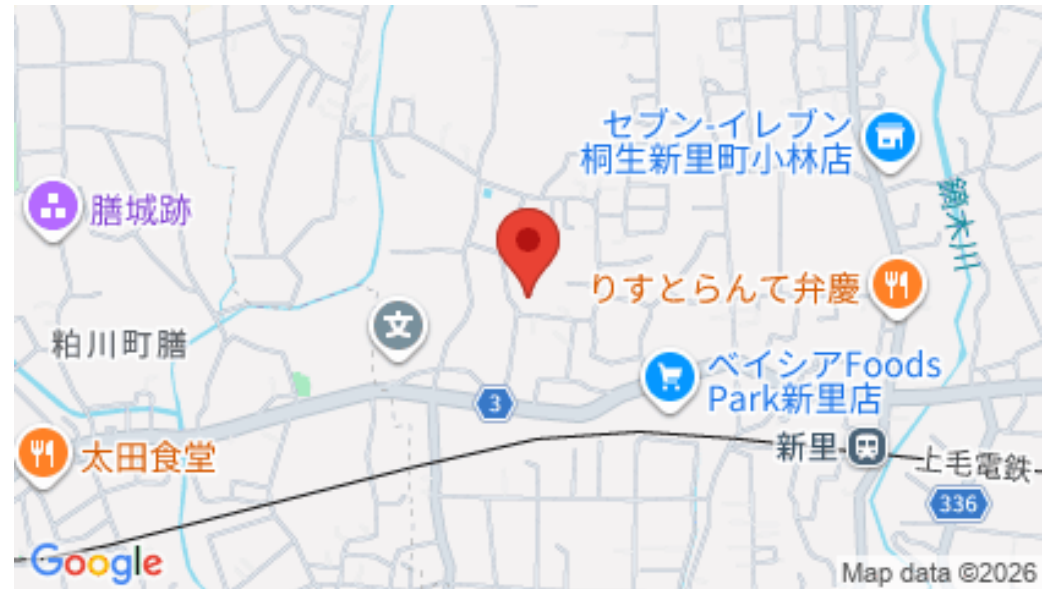 セブン-イレブン
桐生新里町小林店
膳城跡
鏑木川
りすとらんて弁慶
文
粕川町膳
ベイシアFoods
Park新里店
3
新里
太田食堂
上毛電鉄
336
Google
Map data ©2026